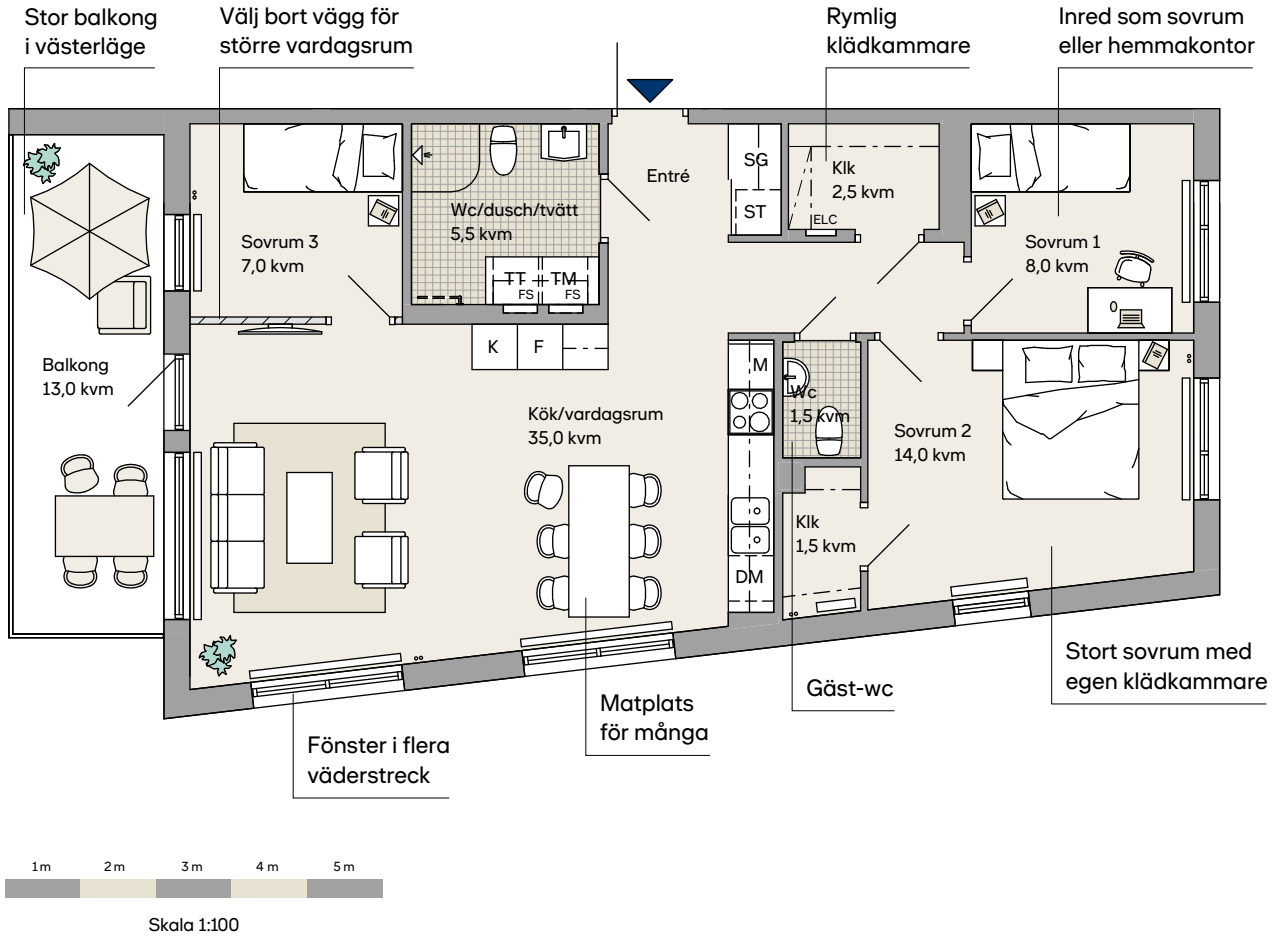 Stor balkong
i västerläge
Välj bort vägg för
större vardagsrum
Rymlig
klädkammare
Inred som sovrum
eller hemmakontor
Entré
SG
ST
Klk
2,5 kvm
ELC
Wc/dusch/tvätt
5,5 kvm
TT
TM
FS
FS
Sovrum 3
7,0 kvm
Sovrum 1
8,0 kvm
Balkong
13,0 kvm
K
F
M
Wc
1,5 kvm
Kök/vardagsrum
35,0 kvm
Sovrum 2
14,0 kvm
Klk
1,5 kvm
DM
Stort sovrum med
egen klädkammare
Gäst-wc
Matplats
för många
Fönster i flera
väderstreck
1 m
2 m
3 m
4 m
5 m
Skala 1:100